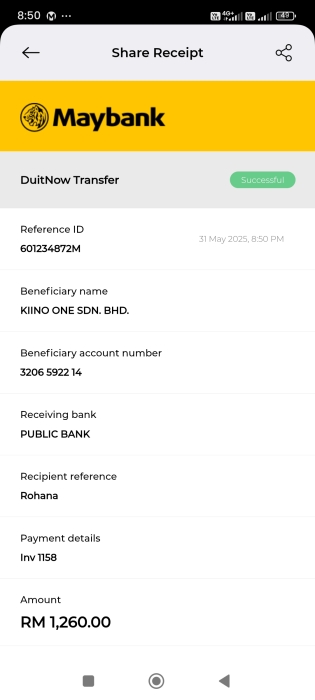 8:50
4G+
49
Share Receipt
Maybank
DuitNow Transfer
Successful
Reference ID
31 May 2025, 8:50 PM
601234872M
Beneficiary name
KIINO ONE SDN. BHD.
Beneficiary account number
3206 5922 14
Receiving bank
PUBLIC BANK
Recipient reference
Rohana
Payment details
Inv 1158
Amount
RM 1,260.00